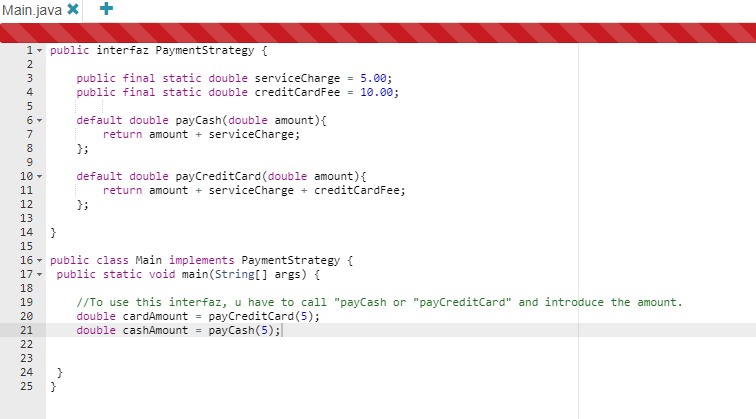 Main.java ✖ ✚
1 public interfaz PaymentStrategy {
2
3 public final static double serviceCharge = 5.00;
4 public final static double creditCardFee = 10.00;
5
6 default double payCash(double amount){
7 return amount + serviceCharge;
8 };
9
10 default double payCreditCard(double amount){
11 return amount + serviceCharge + creditCardFee;
12 };
13
14 }
15
16 public class Main implements PaymentStrategy {
17 public static void main(String[] args) {
18
19 //To use this interfaz, u have to call "payCash or "payCreditCard" and introduce the amount.
20 double cardAmount = payCreditCard(5);
21 double cashAmount = payCash(5);
22
23
24 }
25 }